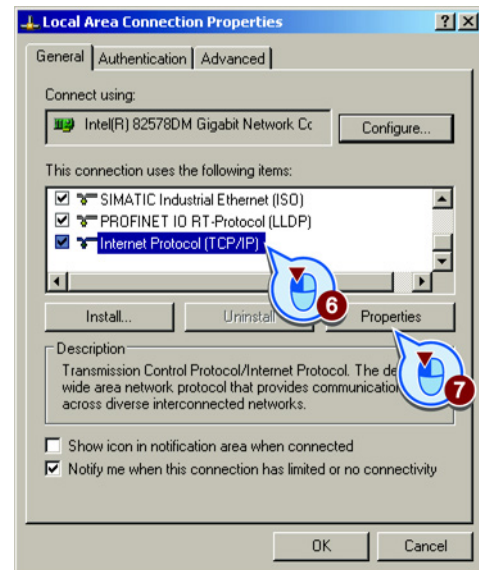 Local Area Connection Properties
General Authentication Advanced
Connect using:
Intel(R) 82578DM Gigabit Network Cc Configure...
This connection uses the following items:
SIMATIC Industrial Ethernet (ISO)
PROFINET IO RT-Protocol (LLDP)
Internet Protocol (TCP/IP)
6
Install... Uninstall Properties
7
Description
Transmission Control Protocol/Internet Protocol. The
wide area network protocol that provides communication
across diverse interconnected networks.
Show icon in notification area when connected
Notify me when this connection has limited or no connectivity
OK Cancel